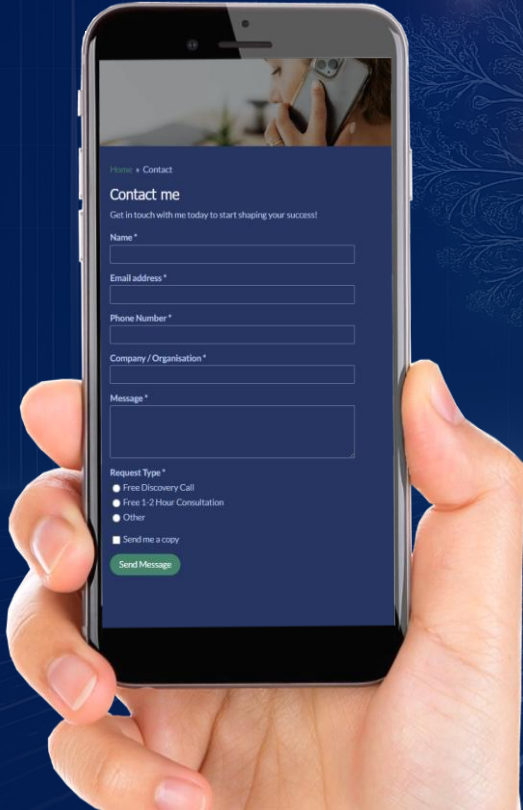 Home » Contact
Contact me
Get in touch with me today to start shaping your success!
Name *
Email address *
Phone Number *
Company / Organisation *
Message *
Request Type *
Free Discovery Call
Free 1-2 Hour Consultation
Other
Send me a copy
Send Message